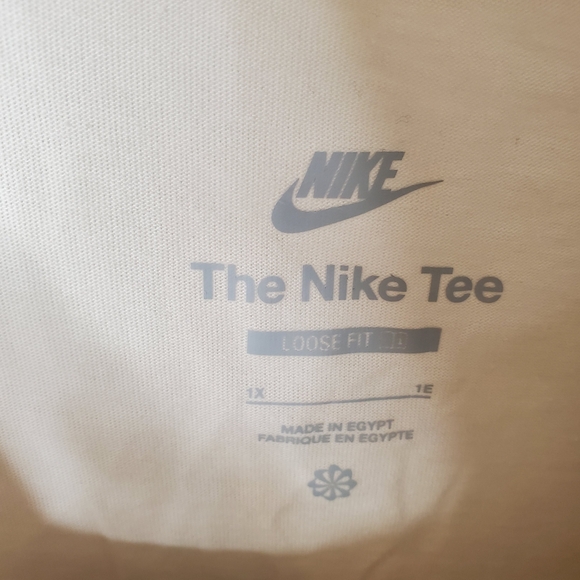 NIKE
The Nike Tee
LOOSE FIT
1X 1E
MADE IN EGYPT
FABRIQUE EN EGYPTE